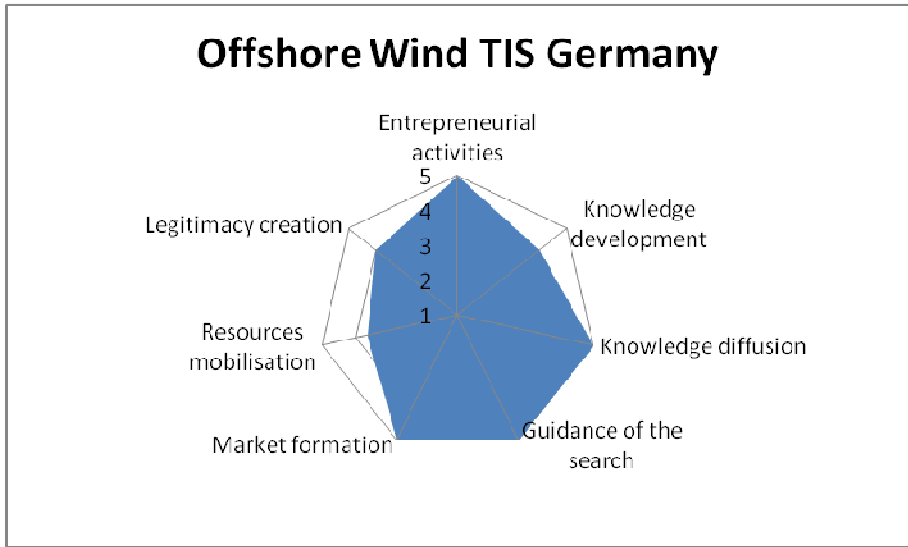 Offshore Wind TIS Germany
Entrepreneurial
activities
5
4
3
2
1
Knowledge
development
Knowledge diffusion
Guidance of the
search
Market formation
Resources
mobilisation
Legitimacy creation